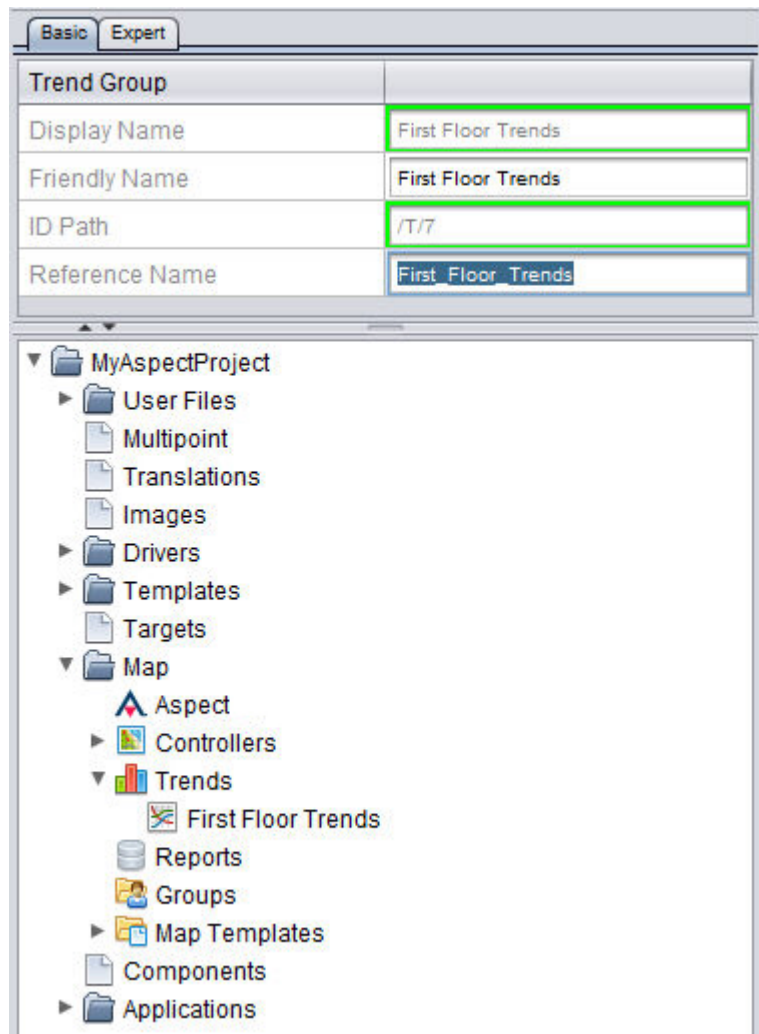 Basic Expert
Trend Group
Display Name First Floor Trends
Friendly Name First Floor Trends
ID Path /T/7
Reference Name First_Floor_Trends
MyAspectProject
User Files
Multipoint
Translations
Images
Drivers
Templates
Targets
Map
Aspect
Controllers
Trends
First Floor Trends
Reports
Groups
Map Templates
Components
Applications